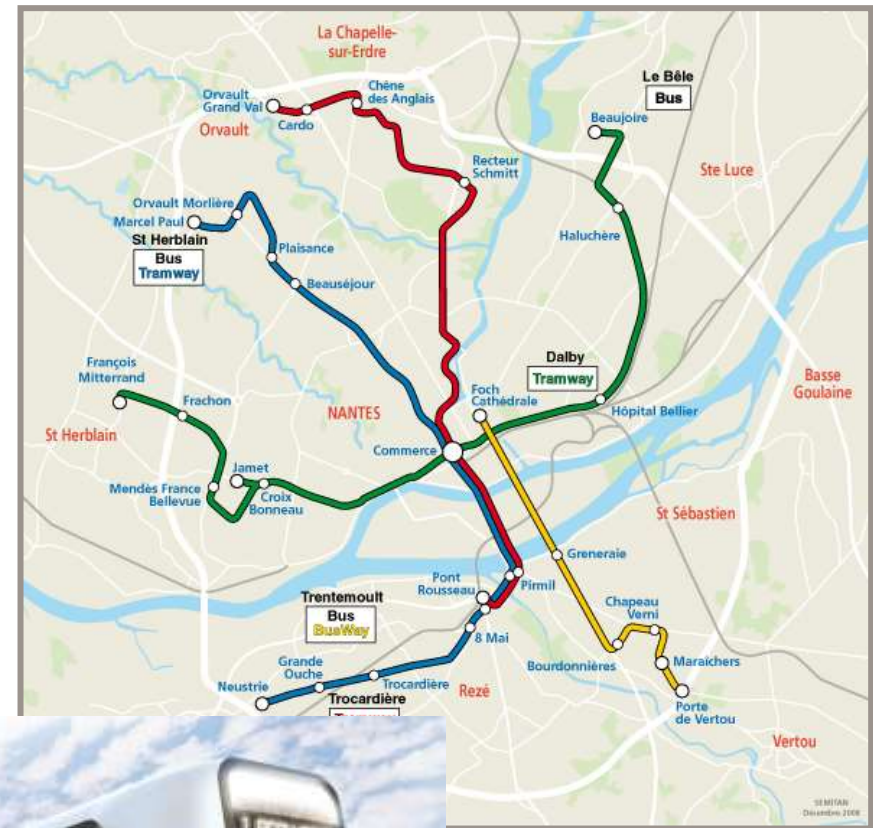 La Chapelle-
sur-Erdre
Le Bêle
Bus
Beaujoire
Orvault
Grand Val
Chêne
des Anglais
Cardo
Orvault
Recteur
Schmitt
Ste Luce
Orvault Morlière
Marcel Paul
Haluchère
St Herblain
Bus
Tramway
Plaisance
Beauséjour
François
Mitterrand
Dalby
Tramway
Foch
Cathédrale
Basse
Goulaine
Frachon
NANTES
Hôpital Bellier
St Herblain
Commerce
Jamet
Mendès France
Bellevue
Croix
Bonneau
St Sébastien
Greneraie
Pont
Rousseau
Pirmil
Trentemoult
Bus
BusWay
Chapeau
Verni
8 Mai
Bourdonnières
Maraîchers
Grande
Ouche
Neustrie
Trocardière
Rezé
Trocardière
Porte
de Vertou
Vertou
SEMITAN
Décembre 2008